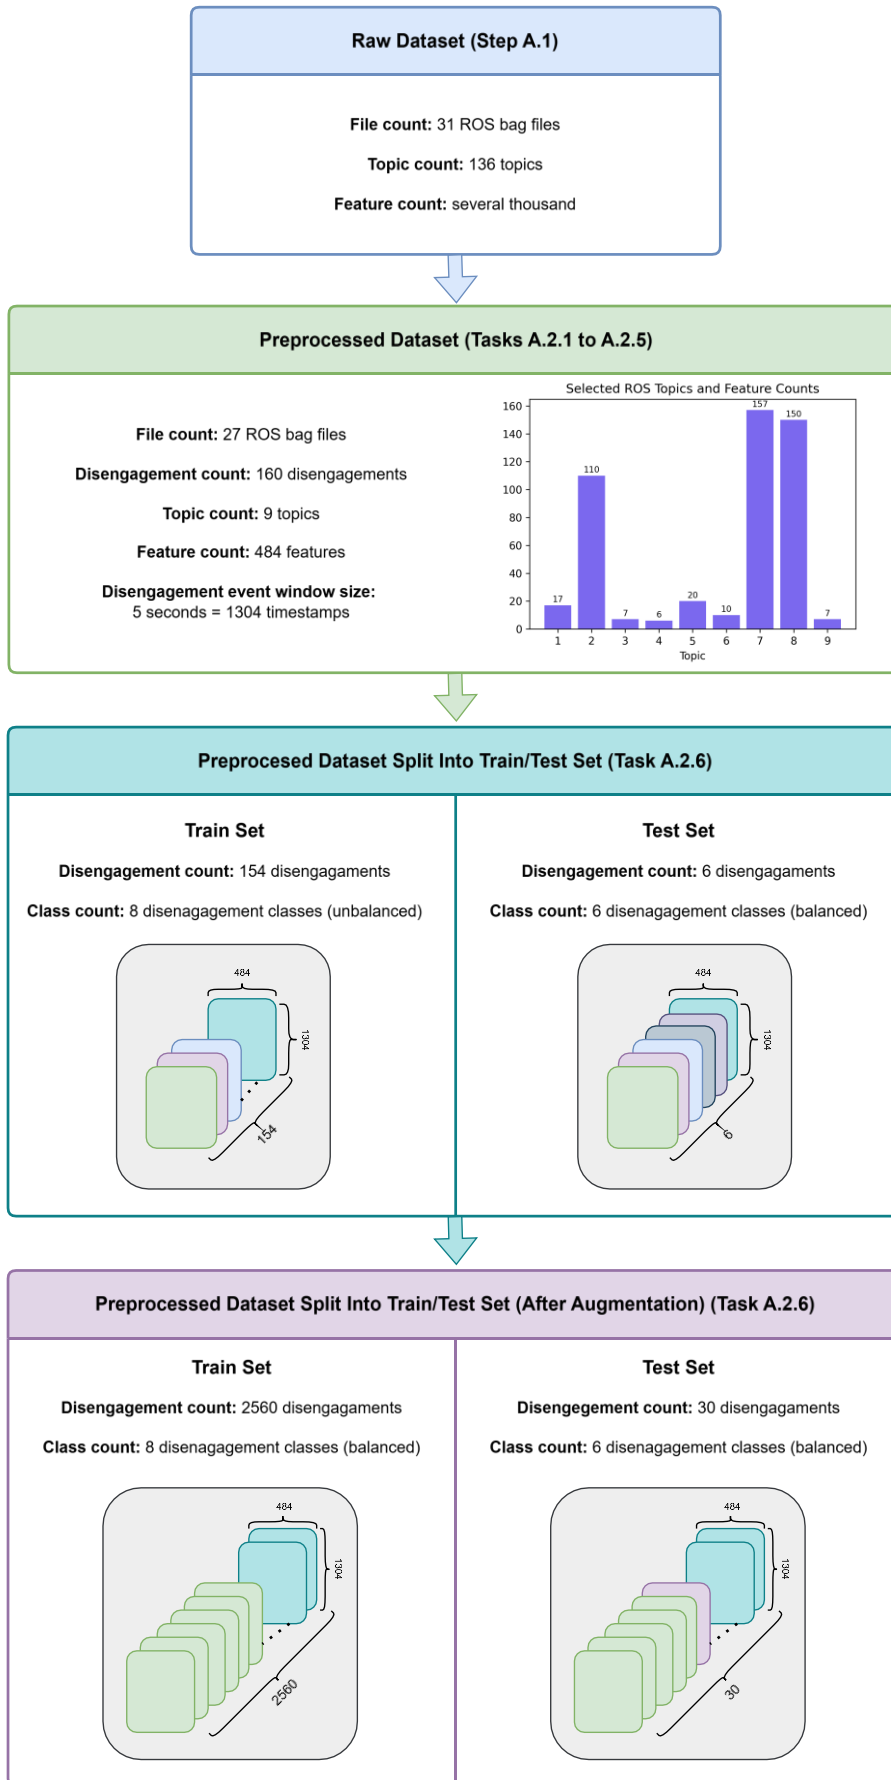 Raw Dataset (Step A.1)
File count: 31 ROS bag files
Topic count: 136 topics
Feature count: several thousand
Preprocessed Dataset (Tasks A.2.1 to A.2.5)
File count: 27 ROS bag files
Disengagement count: 160 disengagements
Topic count: 9 topics
Feature count: 484 features
Disengagement event window size:
5 seconds = 1304 timestamps
Selected ROS Topics and Feature Counts
160
140
120
100
80
60
40
20
0
17
110
7
6
20
10
157
150
7
1 2 3 4 5 6 7 8 9
Topic
Preprocesed Dataset Split Into Train/Test Set (Task A.2.6)
Train Set
Disengagement count: 154 disengagaments
Class count: 8 disenagagement classes (unbalanced)
484
1304
154
Test Set
Disengagement count: 6 disengagaments
Class count: 6 disenagagement classes (balanced)
484
1304
6
Preprocessed Dataset Split Into Train/Test Set (After Augmentation) (Task A.2.6)
Train Set
Disengagement count: 2560 disengagaments
Class count: 8 disenagagement classes (balanced)
484
1304
2560
Test Set
Disengegement count: 30 disengagaments
Class count: 6 disenagagement classes (balanced)
484
1304
30